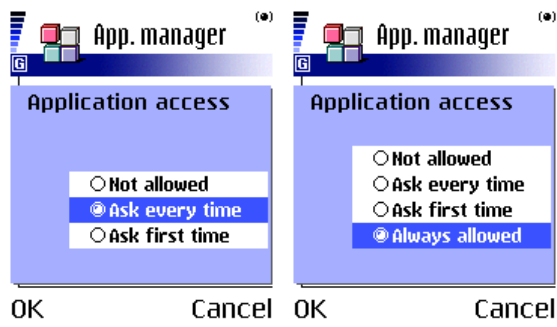 App. manager
G
Application access
Not allowed
Ask every time
Ask first time
OK Cancel
App. manager
G
Application access
Not allowed
Ask every time
Ask first time
Always allowed
OK Cancel